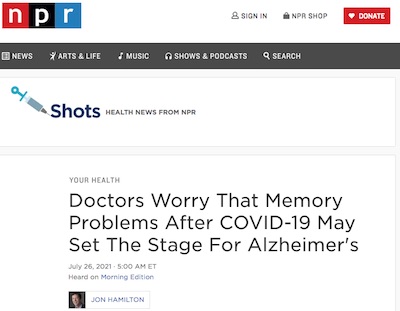 npr
SIGN IN NPR SHOP DONATE
NEWS ARTS & LIFE MUSIC SHOWS & PODCASTS SEARCH
Shots HEALTH NEWS FROM NPR
YOUR HEALTH
Doctors Worry That Memory
Problems After COVID-19 May
Set The Stage For Alzheimer's
July 26, 2021 · 5:00 AM ET
Heard on Morning Edition
JON HAMILTON